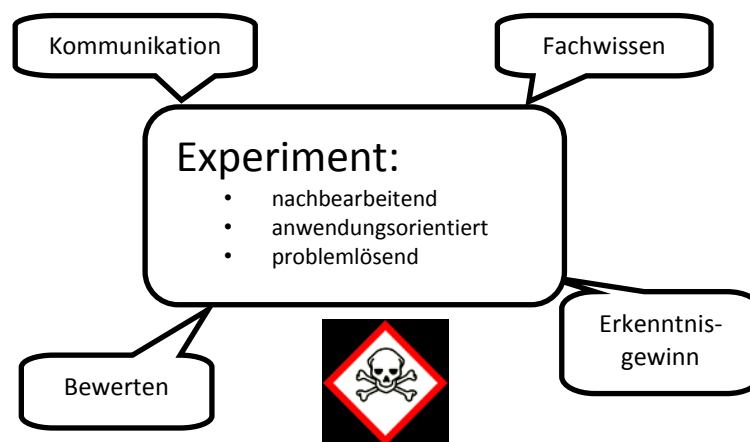 Kommunikation
Fachwissen
Experiment:
• nachbearbeitend
• anwendungsorientiert
• problemlösend
Erkenntnis-
gewinn
Bewerten